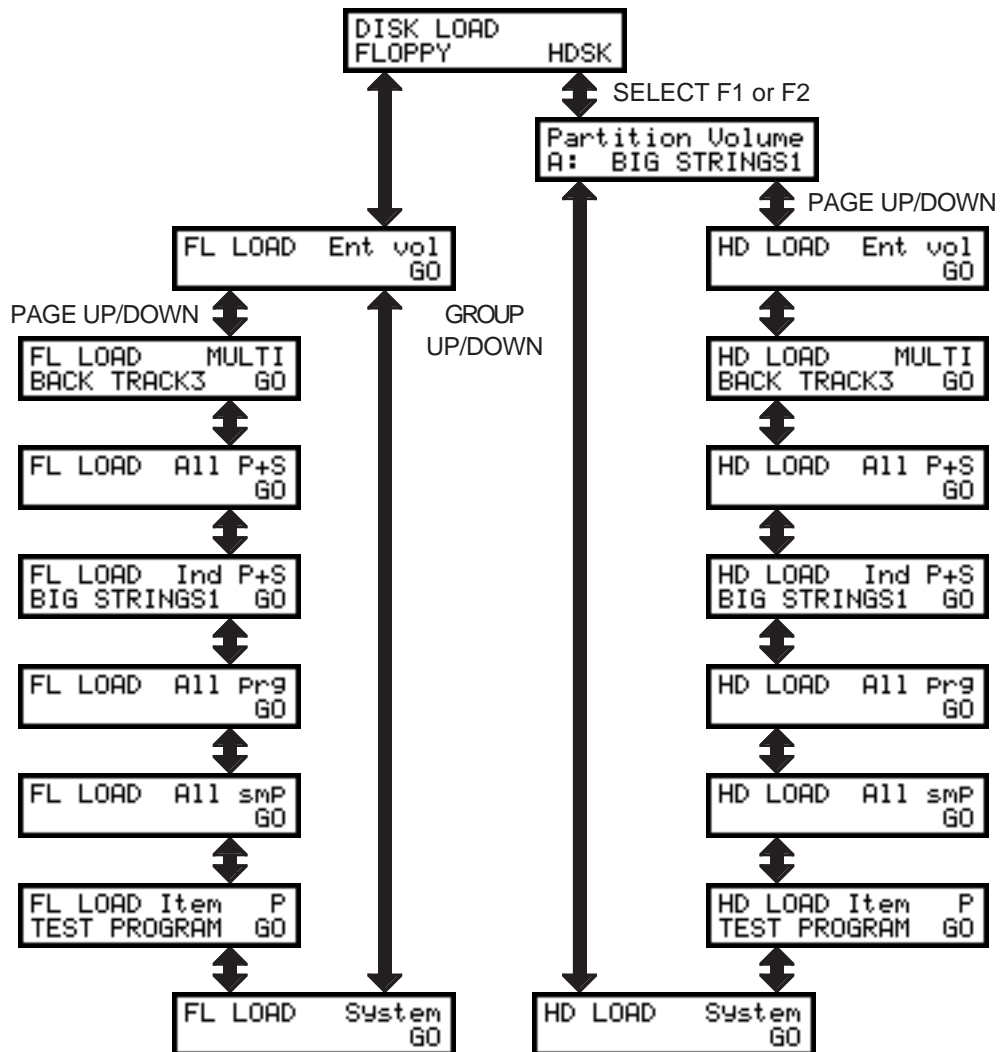 DISK LOAD
FLOPPY HDSK
SELECT F1 or F2
Partition Volume
A: BIG STRINGS1
PAGE UP/DOWN
FL LOAD Ent vol
GO
HD LOAD Ent vol
GO
PAGE UP/DOWN
GROUP
UP/DOWN
FL LOAD MULTI
BACK TRACK3 GO
HD LOAD MULTI
BACK TRACK3 GO
FL LOAD All P+S
GO
HD LOAD All P+S
GO
FL LOAD Ind P+S
BIG STRINGS1 GO
HD LOAD Ind P+S
BIG STRINGS1 GO
FL LOAD All prg
GO
HD LOAD All prg
GO
FL LOAD All smp
GO
HD LOAD All smp
GO
FL LOAD Item P
TEST PROGRAM GO
HD LOAD Item P
TEST PROGRAM GO
FL LOAD System
GO
HD LOAD System
GO